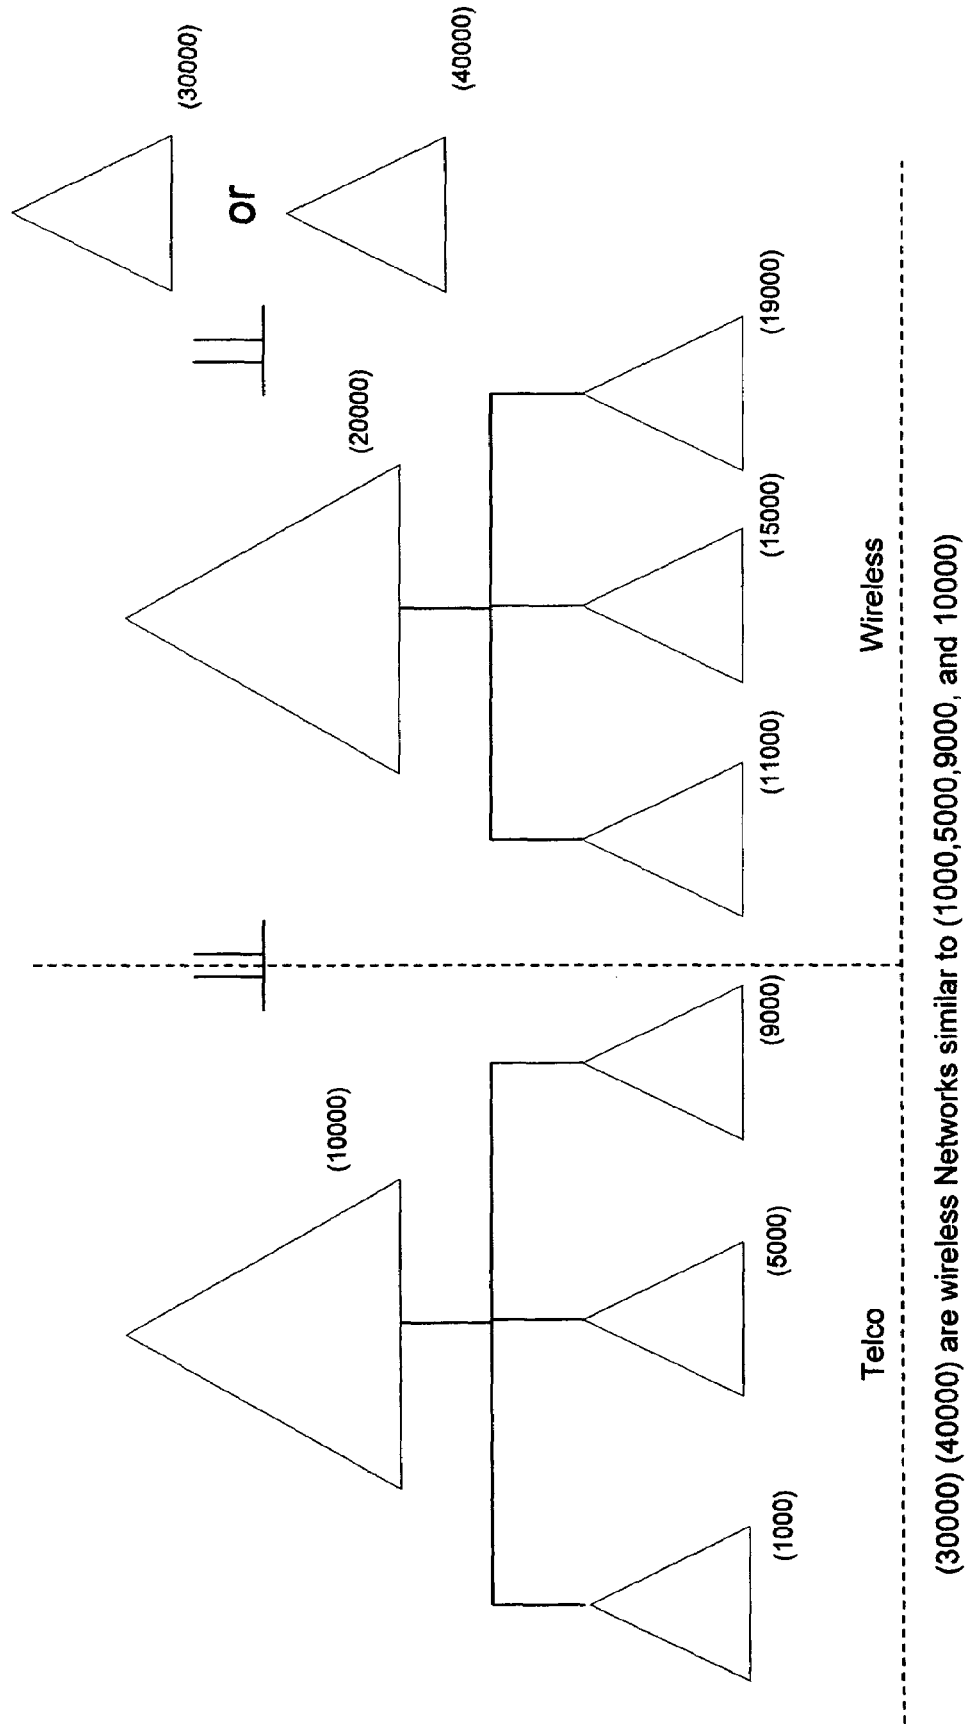 (10000)
(1000)
(5000)
(9000)
Telco
(20000)
(11000)
(15000)
(19000)
Wireless
(30000)
or
(40000)
(30000) (40000) are wireless Networks similar to (1000,5000,9000, and 10000)